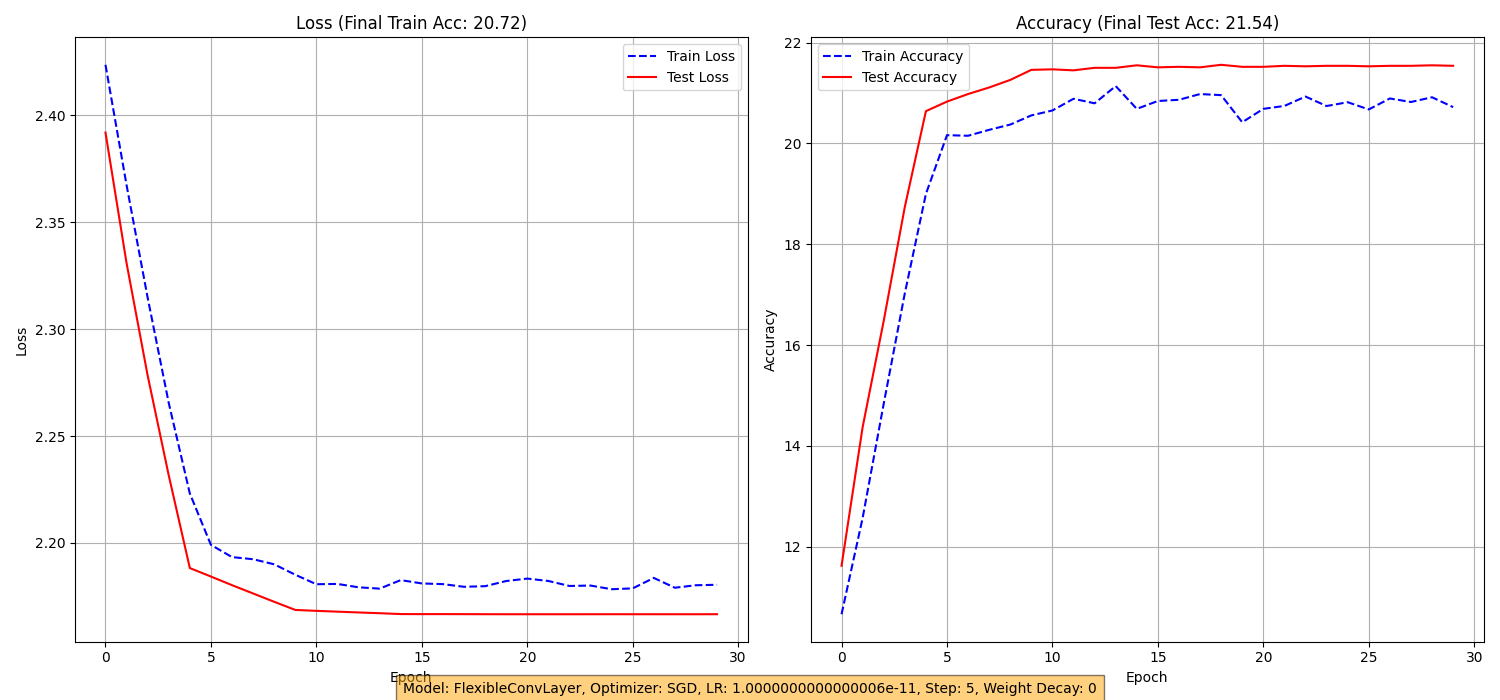 Loss (Final Train Acc: 20.72)
Train Loss
Test Loss
2.40
2.35
2.30
2.25
2.20
Loss
0 5 10 15 20 25 30
Epoch
Accuracy (Final Test Acc: 21.54)
Train Accuracy
Test Accuracy
22
20
18
16
14
12
Accuracy
0 5 10 15 20 25 30
Epoch
Model: FlexibleConvLayer, Optimizer: SGD, LR: 1.0000000000000006e-11, Step: 5, Weight Decay: 0